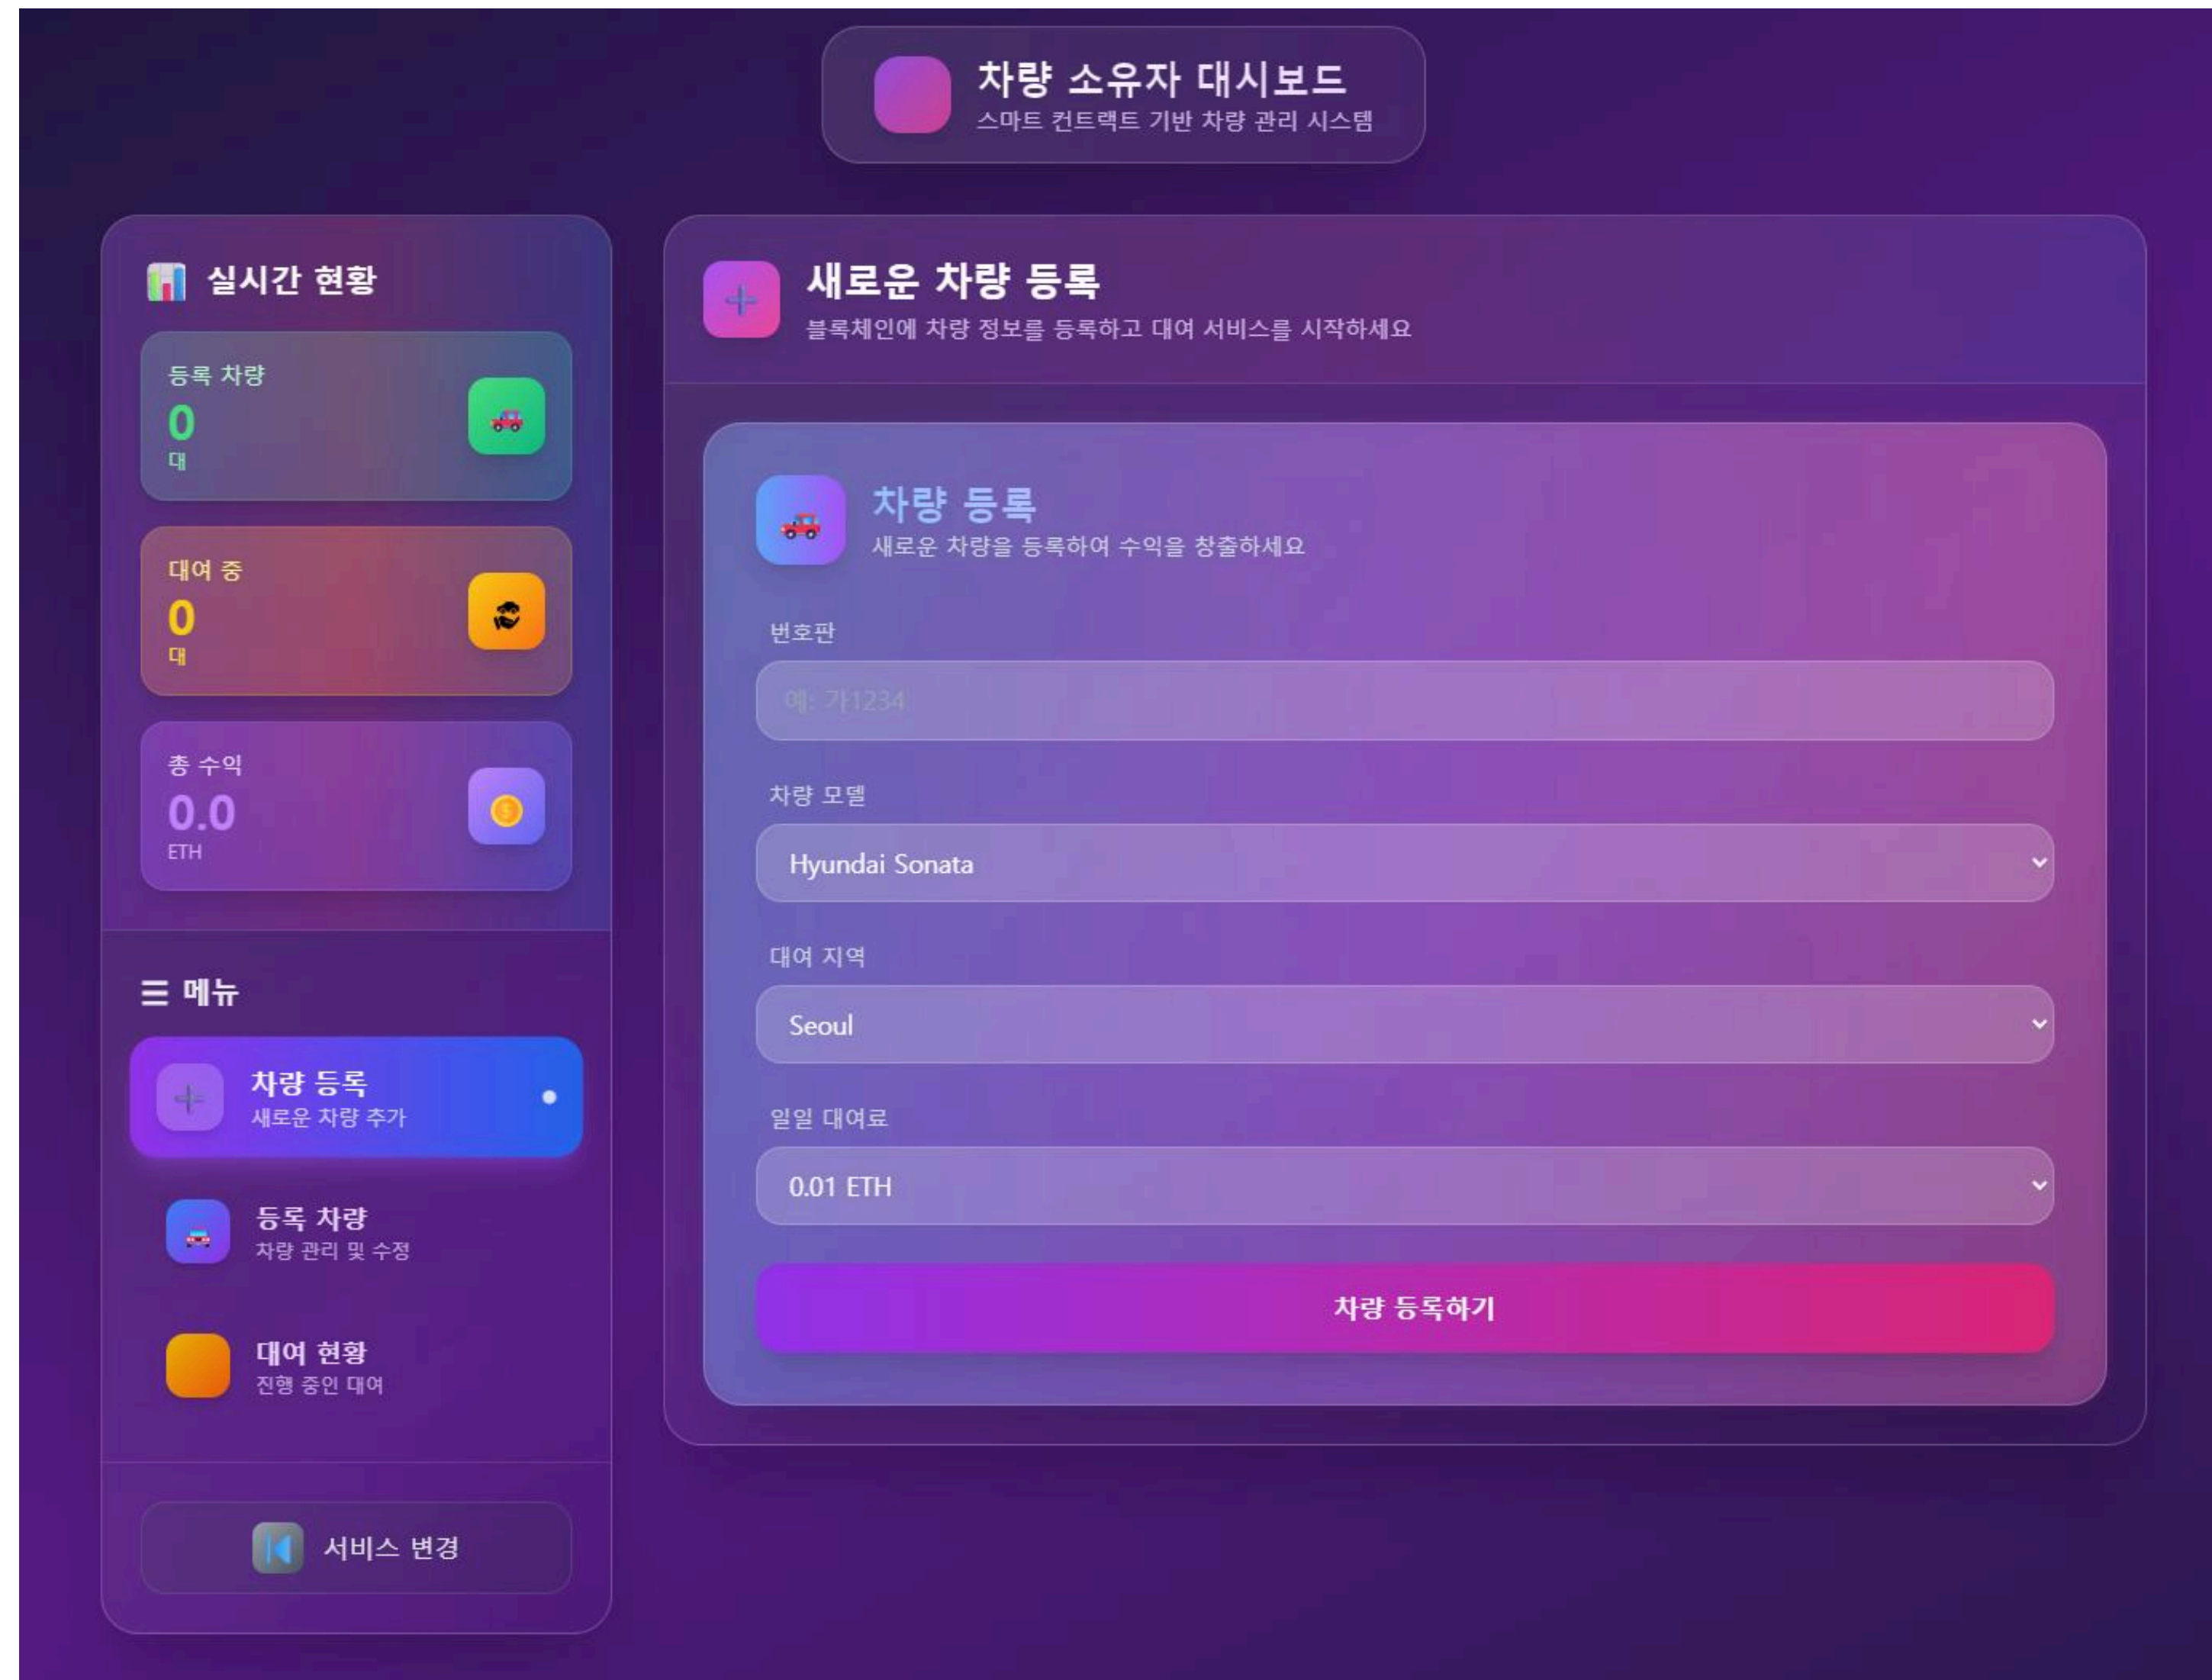 차량 소유자 대시보드
스마트 컨트랙트 기반 차량 관리 시스템
실시간 현황
등록 차량
0
대
대여 중
0
대
총 수익
0.0
ETH
메뉴
차량 등록
새로운 차량 추가
등록 차량
차량 관리 및 수정
대여 현황
진행 중인 대여
서비스 변경
새로운 차량 등록
블록체인에 차량 정보를 등록하고 대여 서비스를 시작하세요
차량 등록
새로운 차량을 등록하여 수익을 창출하세요
번호판
예: 가1234
차량 모델
Hyundai Sonata
대여 지역
Seoul
일일 대여료
0.01 ETH
차량 등록하기